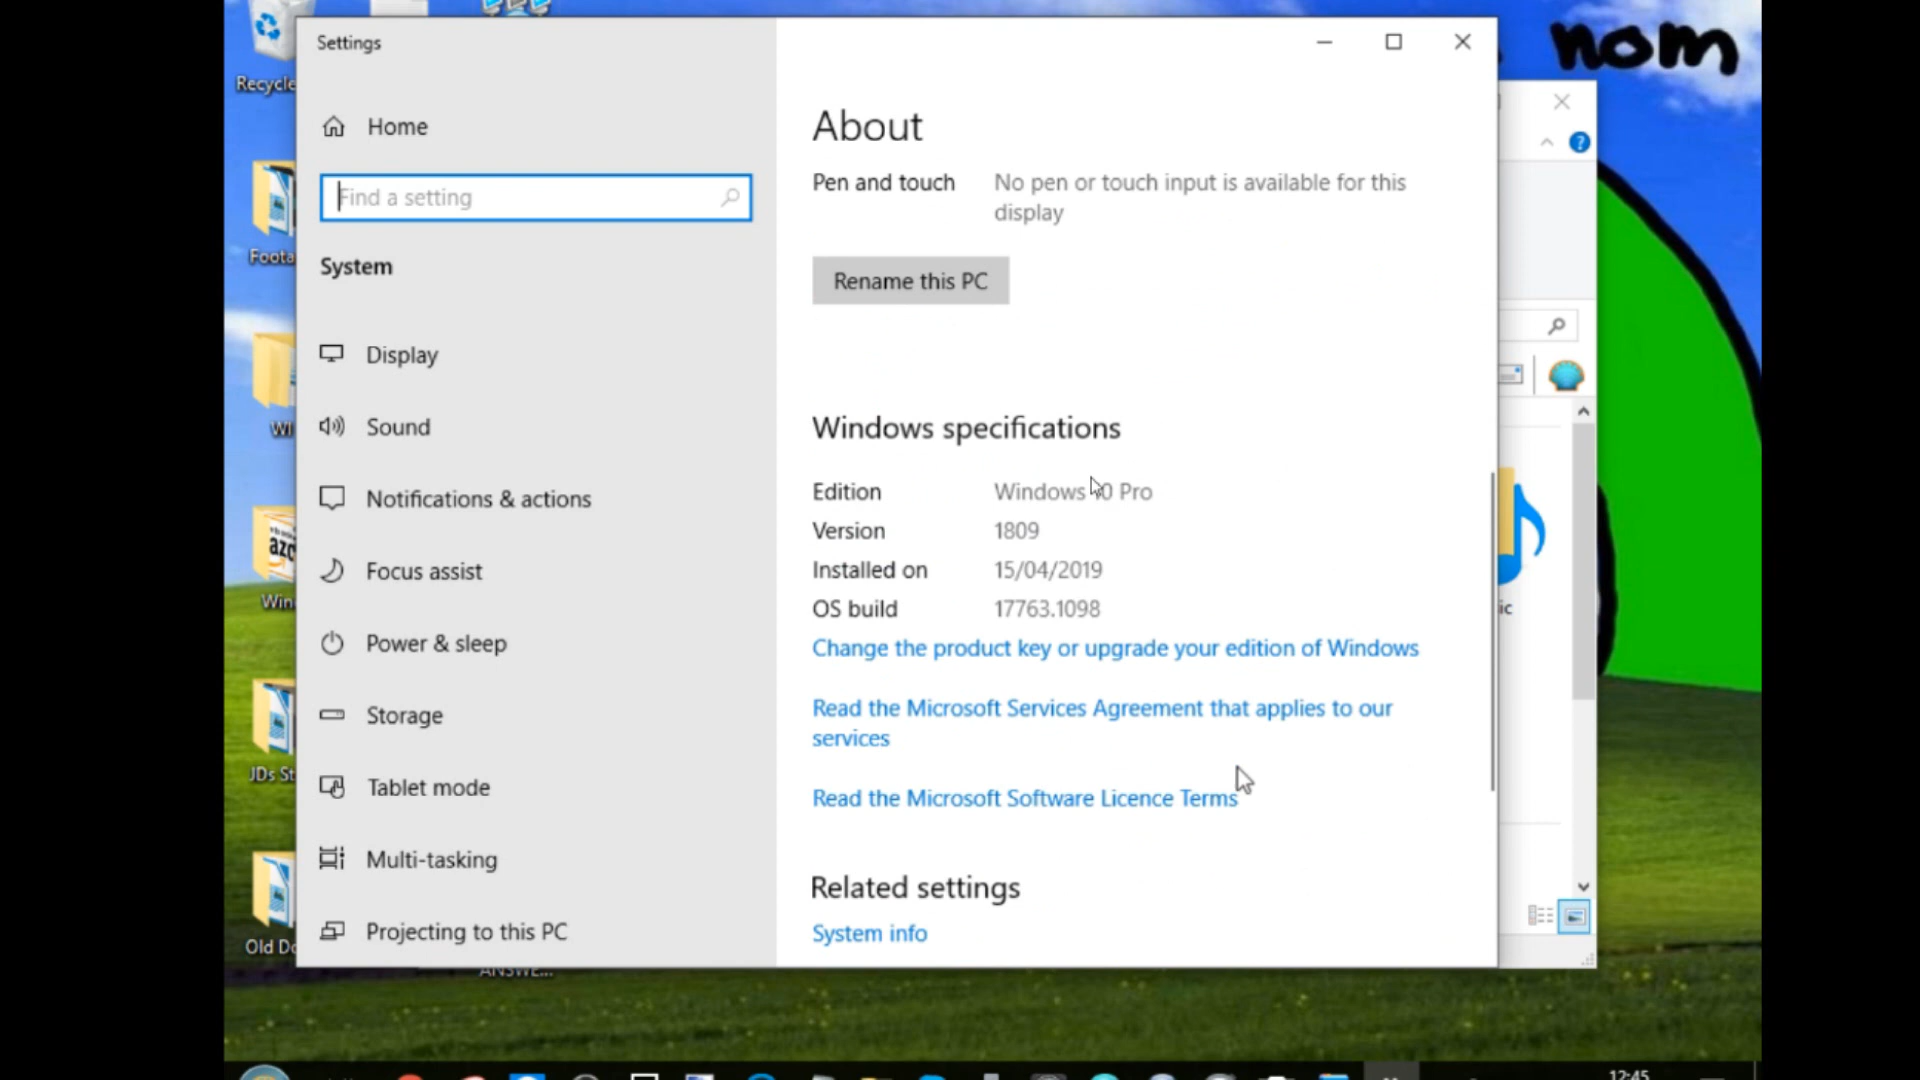 nom
Settings
Recycle
Home
About
Pen and touch No pen or touch input is available for this
display
Find a setting
Foota
System
Rename this PC
Display
WI
Sound
Windows specifications
Notifications & actions
Edition Windows 10 Pro
Version 1809
azc
Focus assist
Installed on 15/04/2019
Win
OS build 17763.1098
ic
Power & sleep
Change the product key or upgrade your edition of Windows
Storage
Read the Microsoft Services Agreement that applies to our
services
JDs St
Tablet mode
Read the Microsoft Software Licence Terms
Multi-tasking
Related settings
Projecting to this PC
System info
Old Do
ANSWE...
12:45